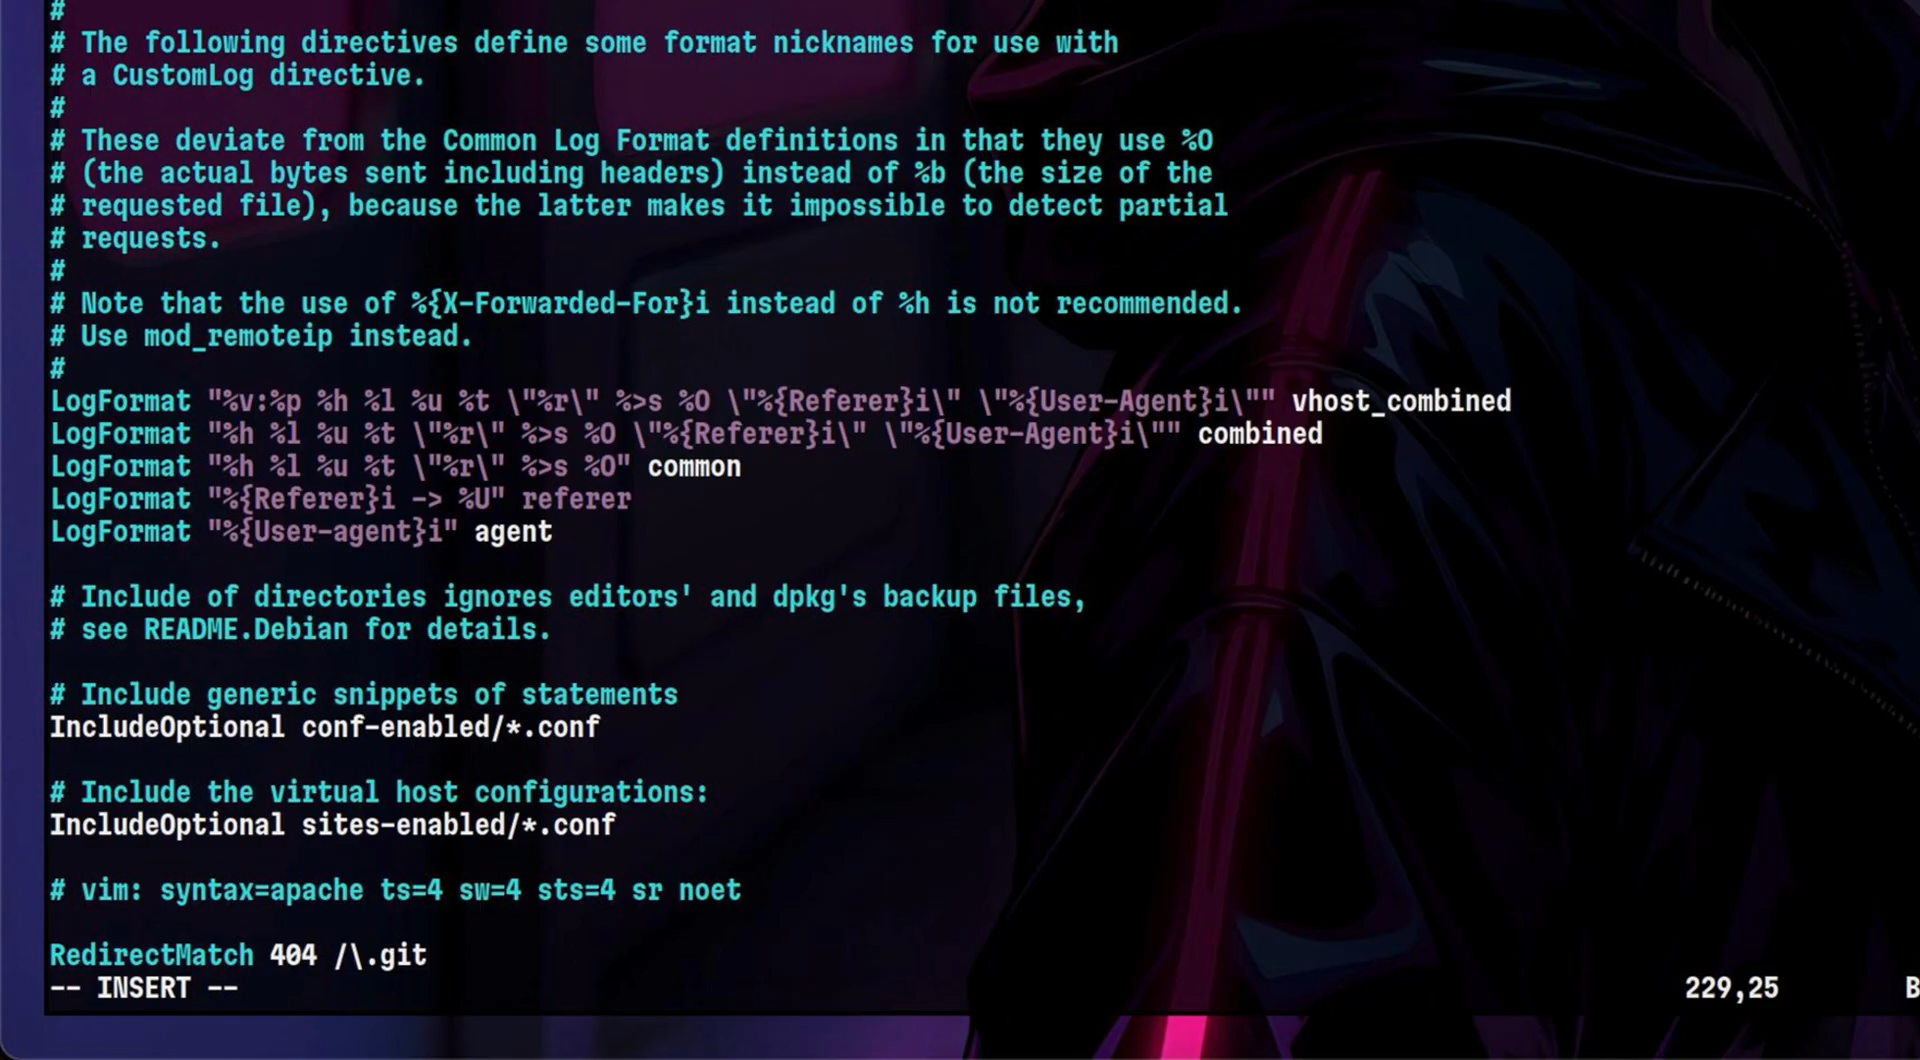 #
# The following directives define some format nicknames for use with
# a CustomLog directive.
#
# These deviate from the Common Log Format definitions in that they use %O
# (the actual bytes sent including headers) instead of %b (the size of the
# requested file), because the latter makes it impossible to detect partial
# requests.
#
# Note that the use of %{X-Forwarded-For}i instead of %h is not recommended.
# Use mod_remoteip instead.
#
LogFormat "%v:%p %h %l %u %t \"%r\" %>s %O \"%{Referer}i\" \"%{User-Agent}i\"" vhost_combined
LogFormat "%h %l %u %t \"%r\" %>s %O \"%{Referer}i\" \"%{User-Agent}i\"" combined
LogFormat "%h %l %u %t \"%r\" %>s %O" common
LogFormat "%{Referer}i -> %U" referer
LogFormat "%{User-agent}i" agent

# Include of directories ignores editors' and dpkg's backup files,
# see README.Debian for details.

# Include generic snippets of statements
IncludeOptional conf-enabled/*.conf

# Include the virtual host configurations:
IncludeOptional sites-enabled/*.conf

# vim: syntax=apache ts=4 sw=4 sts=4 sr noet

RedirectMatch 404 /\.git
-- INSERT -- 229,25